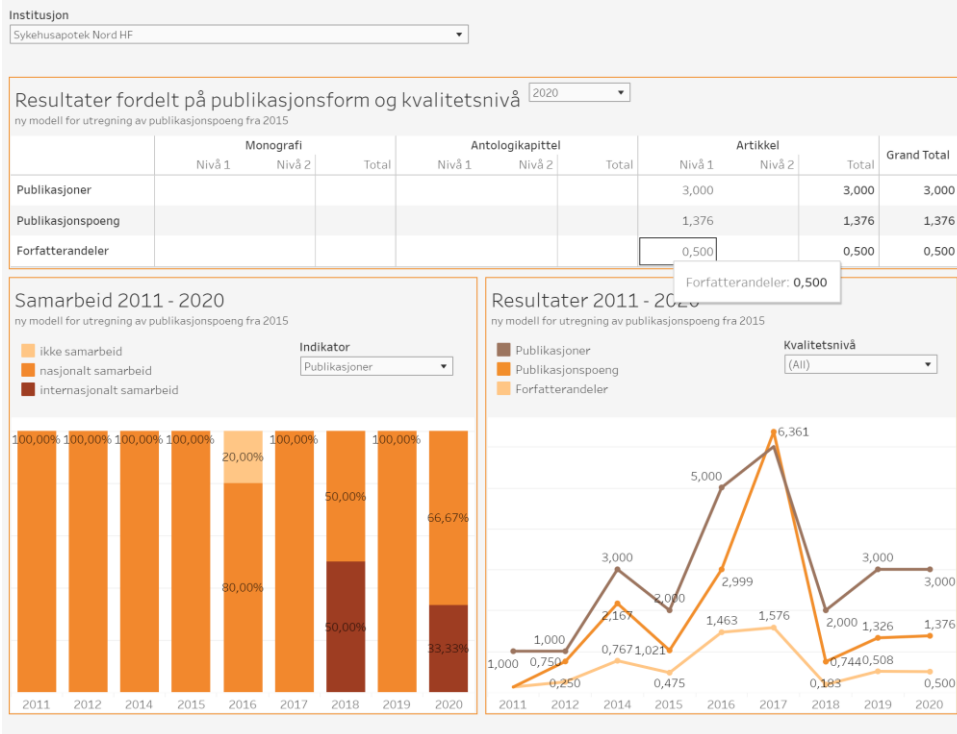 Institusjon
Sykehusapotek Nord HF
Resultater fordelt på publikasjonsform og kvalitetsnivå 2020
ny modell for utregning av publikasjonspoeng fra 2015
Monografi Antologikapittel Artikkel Grand Total
Nivå 1 Nivå 2 Total Nivå 1 Nivå 2 Total Nivå 1 Nivå 2 Total
Publikasjoner 3,000 3,000 3,000
Publikasjonspoeng 1,376 1,376 1,376
Forfatterandeler 0,500 0,500 0,500
Forfatterandeler: 0,500
Samarbeid 2011 - 2020
ny modell for utregning av publikasjonspoeng fra 2015
ikke samarbeid
nasjonalt samarbeid
internasjonalt samarbeid
Indikator
Publikasjoner
100,00% 100,00% 100,00% 100,00% 100,00% 100,00%
20,00%
50,00%
66,67%
80,00%
50,00%
33,33%
2011 2012 2014 2015 2016 2017 2018 2019 2020
Resultater 2011 - 2020
ny modell for utregning av publikasjonspoeng fra 2015
Publikasjoner
Publikasjonspoeng
Forfatterandeler
Kvalitetsnivå
(All)
6,361
5,000
3,000 3,000
2,999 3,000
2,000
2,167 1,463 1,576 2,000 1,326 1,376
1,000 0,767 1,021
1,000 0,750 0,744 0,508
0,250 0,475 0,183 0,500
2011 2012 2014 2015 2016 2017 2018 2019 2020